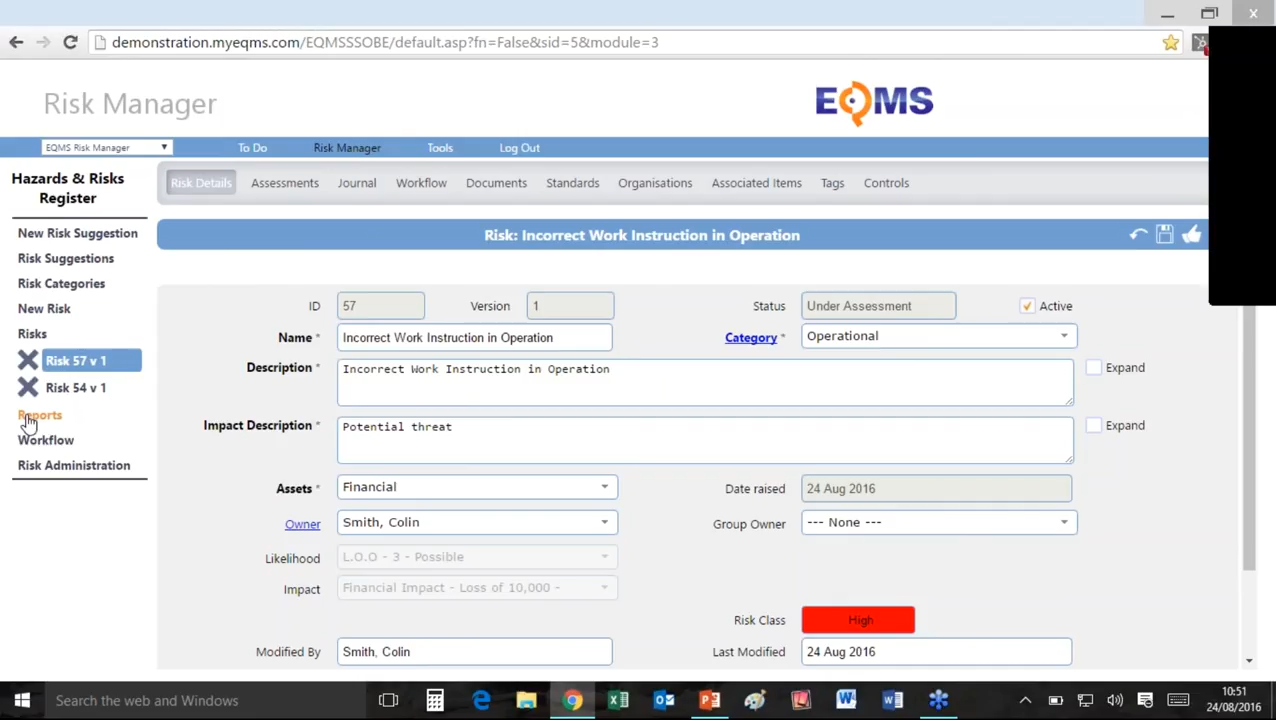 demonstration.myeqms.com/EQMSSSOBE/default.asp?fn=False&sid=5&module=3
Risk Manager
EQMS
EQMS Risk Manager
To Do
Risk Manager
Tools
Log Out
Hazards & Risks
Register
New Risk Suggestion
Risk Suggestions
Risk Categories
New Risk
Risks
Risk 57 v 1
Risk 54 v 1
Reports
Workflow
Risk Administration
Risk Details
Assessments
Journal
Workflow
Documents
Standards
Organisations
Associated Items
Tags
Controls
Risk: Incorrect Work Instruction in Operation
ID 57
Version 1
Status Under Assessment
Active
Name * Incorrect Work Instruction in Operation
Category * Operational
Description * Incorrect Work Instruction in Operation
Expand
Impact Description * Potential threat
Expand
Assets * Financial
Date raised 24 Aug 2016
Owner Smith, Colin
Group Owner --- None ---
Likelihood L.O.O - 3 - Possible
Impact Financial Impact - Loss of 10,000 -
Risk Class High
Modified By Smith, Colin
Last Modified 24 Aug 2016
Search the web and Windows
10:51
24/08/2016